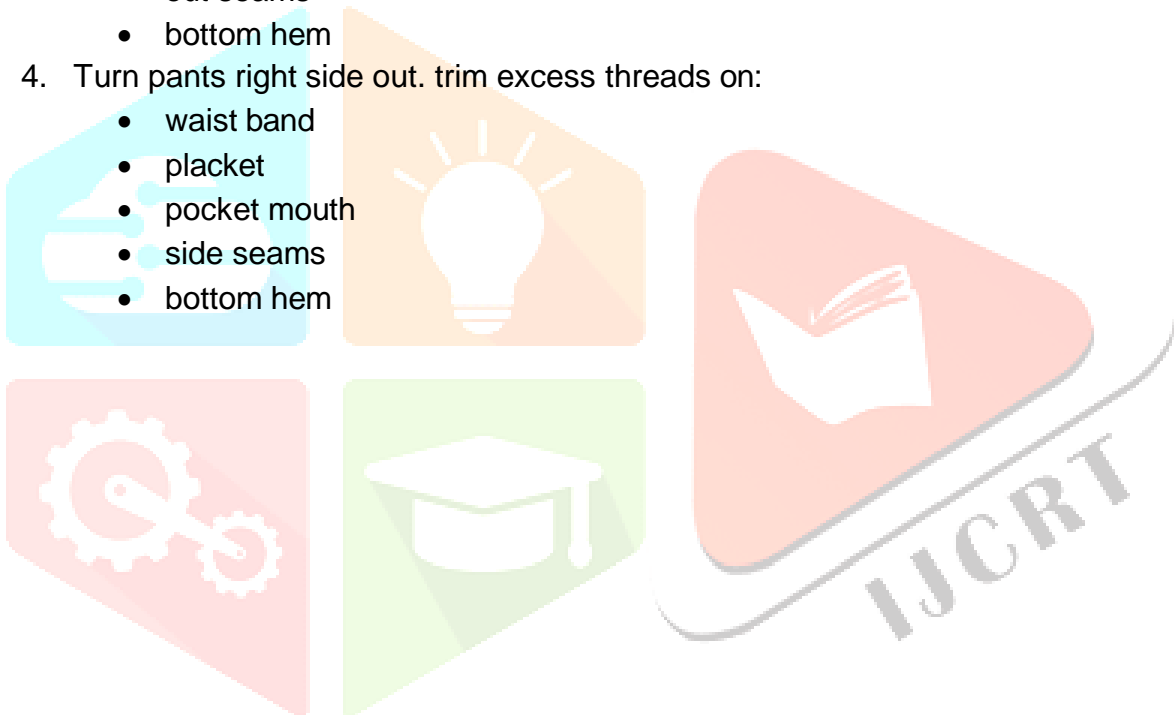 • bottom hem
4. Turn pants right side out. trim excess threads on:
• waist band
• placket
• pocket mouth
• side seams
• bottom hem
IJCRT